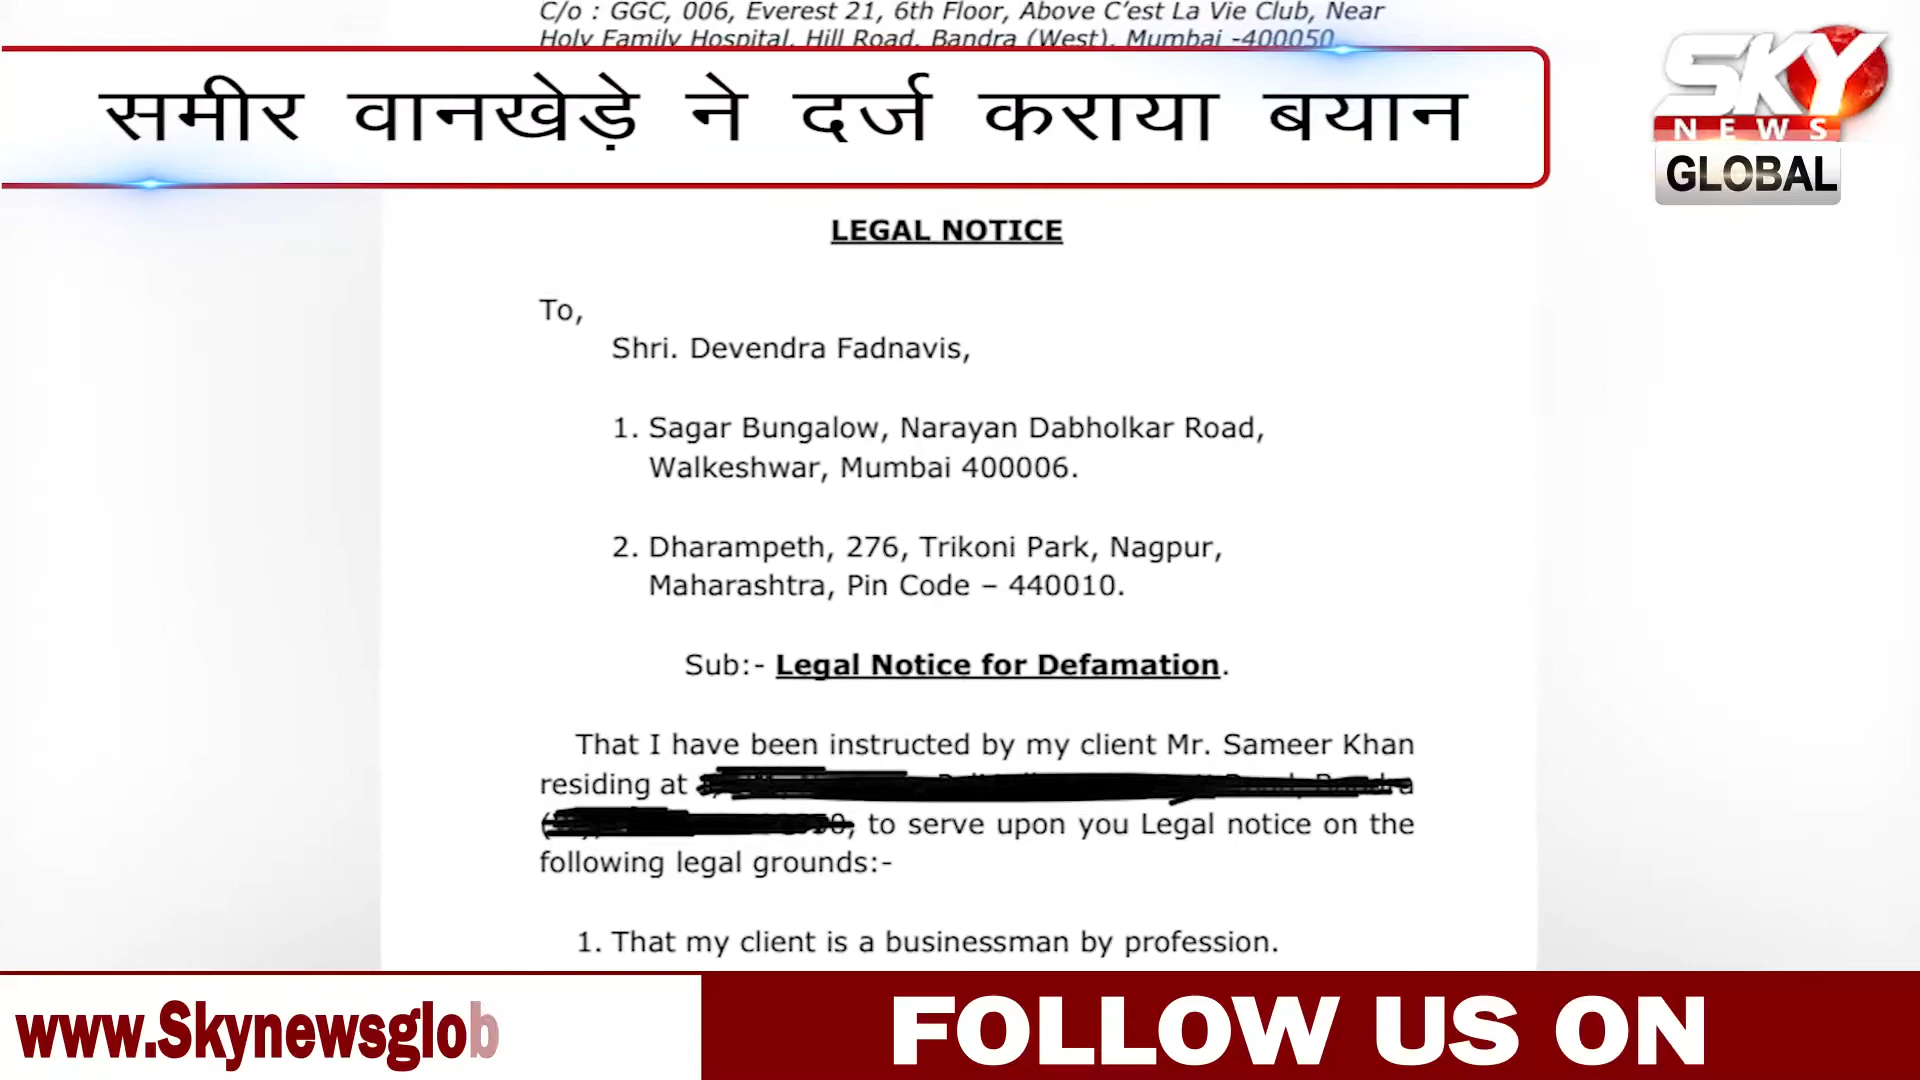 C/o : GGC, 006, Everest 21, 6th Floor, Above C’est La Vie Club, Near
Holy Family Hospital, Hill Road, Bandra (West), Mumbai -400050
समीर वानखेड़े ने दर्ज कराया बयान
SKY
NEWS
GLOBAL
LEGAL NOTICE
To,
Shri. Devendra Fadnavis,
1. Sagar Bungalow, Narayan Dabholkar Road,
Walkeshwar, Mumbai 400006.
2. Dharampeth, 276, Trikoni Park, Nagpur,
Maharashtra, Pin Code – 440010.
Sub:- Legal Notice for Defamation.
That I have been instructed by my client Mr. Sameer Khan
residing at
to serve upon you Legal notice on the
following legal grounds:-
1. That my client is a businessman by profession.
www.Skynewsglob
FOLLOW US ON